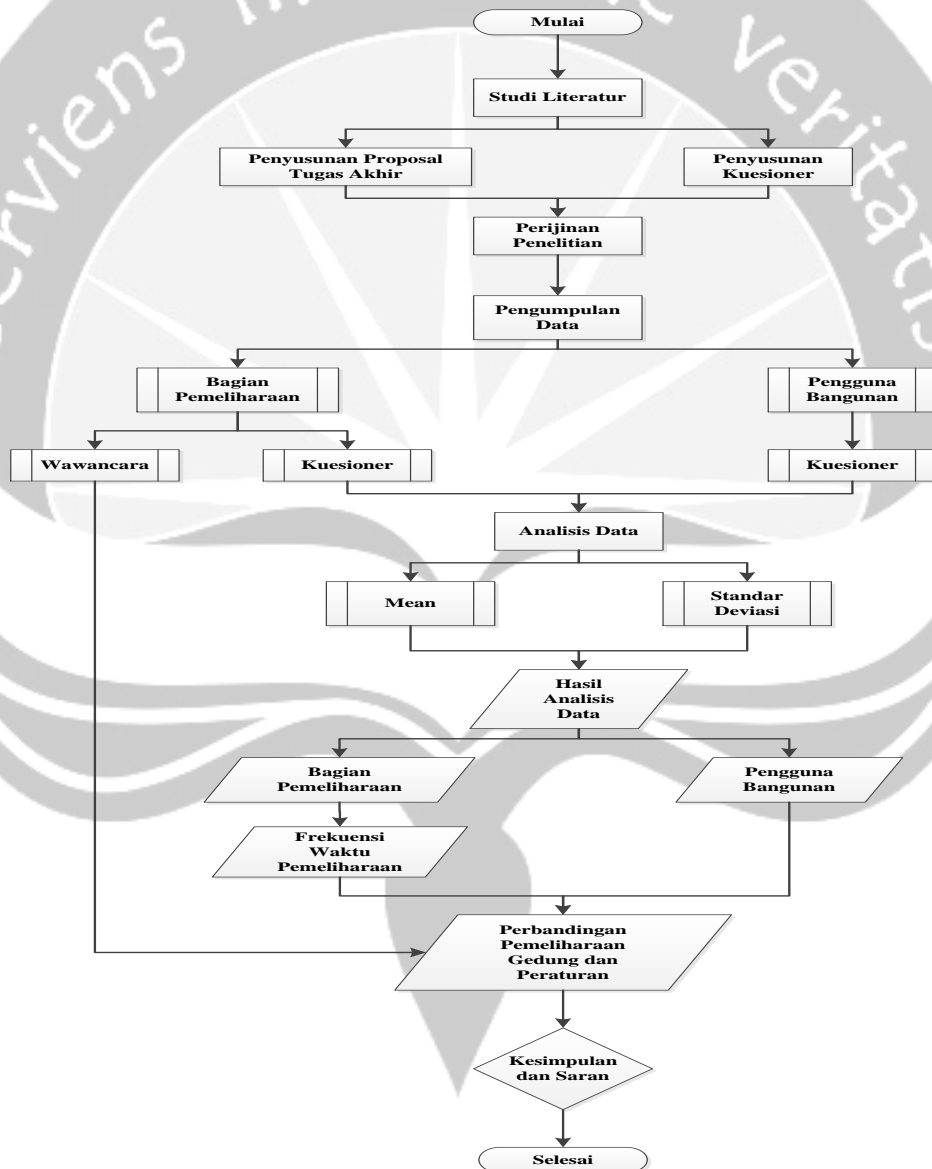 Mulai
Studi Literatur
Penyusunan Proposal
Tugas Akhir
Penyusunan
Kuesioner
Perijinan
Penelitian
Pengumpulan
Data
Bagian
Pemeliharaan
Pengguna
Bangunan
Wawancara
Kuesioner
Kuesioner
Analisis Data
Mean
Standar
Deviasi
Hasil
Analisis
Data
Bagian
Pemeliharaan
Pengguna
Bangunan
Frekuensi
Waktu
Pemeliharaan
Perbandingan
Pemeliharaan
Gedung dan
Peraturan
Kesimpulan
dan Saran
Selesai